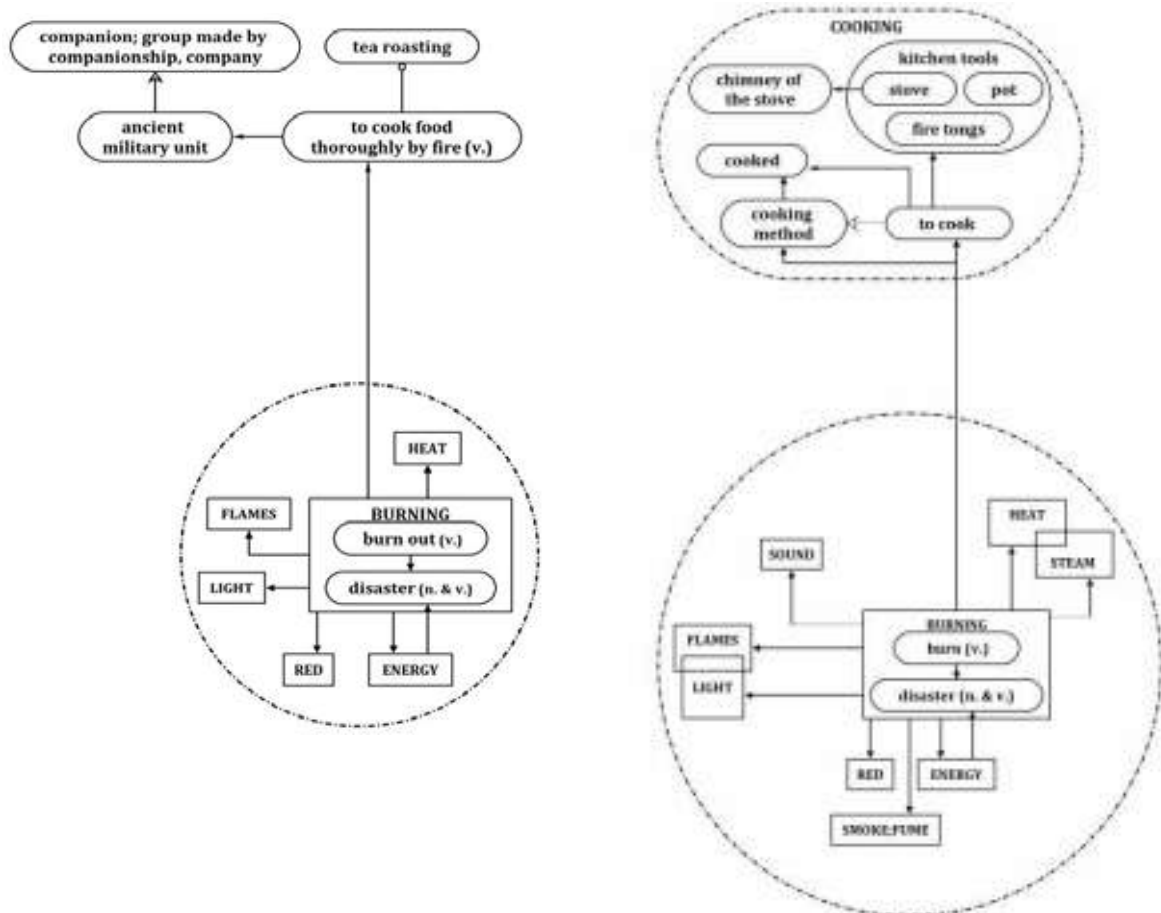 companion; group made by
companionship, company
tea roasting
ancient
military unit
to cook food
thoroughly by fire (v.)
HEAT
FLAMES
BURNING
burn out (v.)
LIGHT
disaster (n. & v.)
RED
ENERGY
COOKING
kitchen tools
chimney of
the stove
stove
pot
fire tongs
cooked
cooking
method
to cook
HEAT
SOUND
STEAM
FLAMES
BURNING
burn (v.)
LIGHT
disaster (n. & v.)
RED
ENERGY
SMOKE;FUME